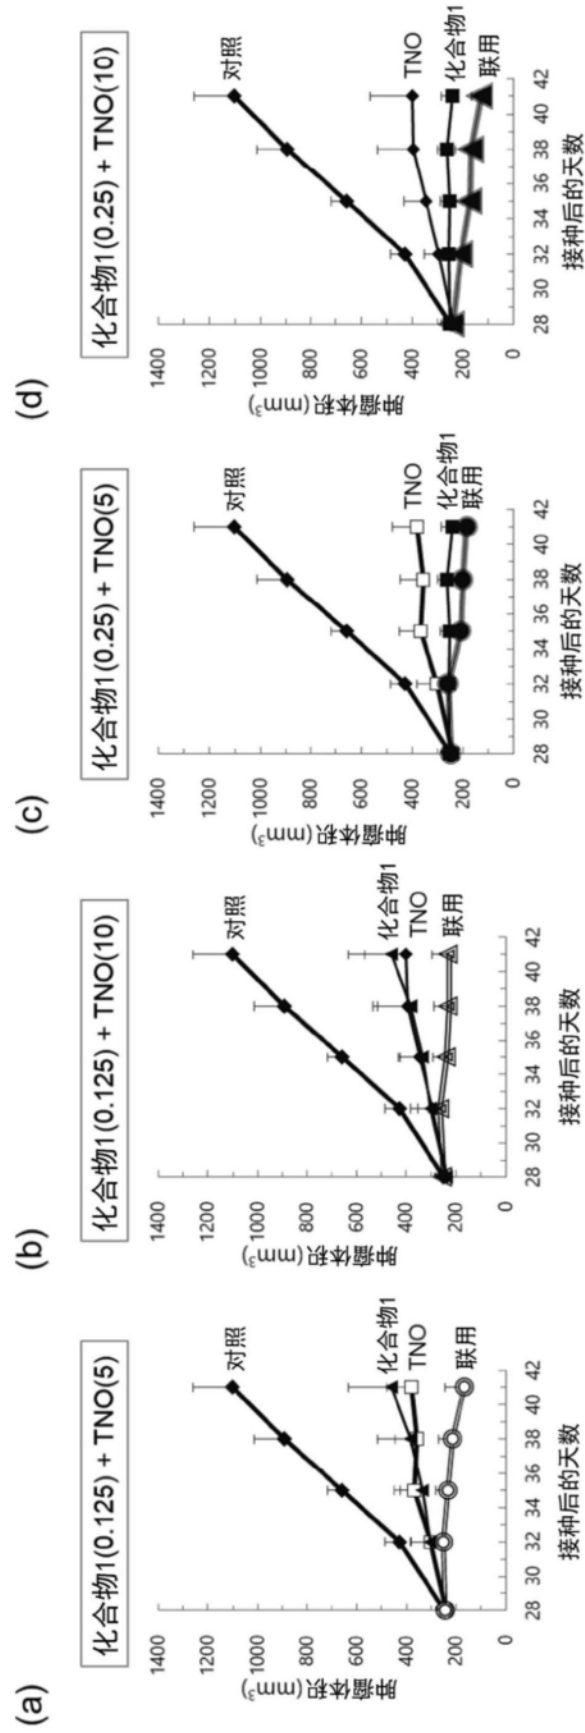 (a)
化合物1(0.125) + TNO(5)
肿瘤体积(mm³)
1400
1200
1000
800
600
400
200
0
28
30
32
34
36
38
40
42
接种后的天数
对照
化合物1
TNO
联用
(b)
化合物1(0.125) + TNO(10)
肿瘤体积(mm³)
1400
1200
1000
800
600
400
200
0
28
30
32
34
36
38
40
42
接种后的天数
对照
化合物1
TNO
联用
(c)
化合物1(0.25) + TNO(5)
肿瘤体积(mm³)
1400
1200
1000
800
600
400
200
0
28
30
32
34
36
38
40
42
接种后的天数
对照
TNO
化合物1
联用
(d)
化合物1(0.25) + TNO(10)
肿瘤体积(mm³)
1400
1200
1000
800
600
400
200
0
28
30
32
34
36
38
40
42
接种后的天数
对照
TNO
化合物1
联用